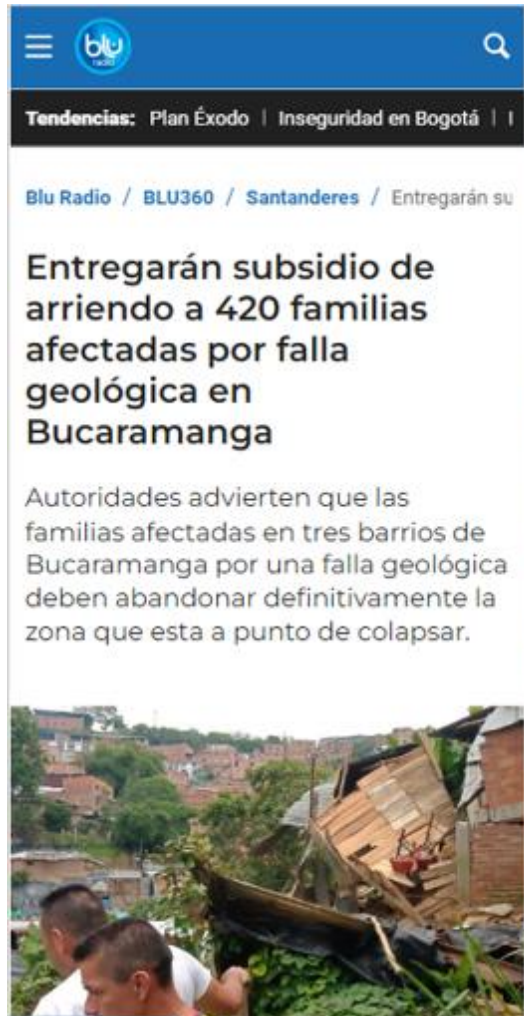 blu
radio
Tendencias: Plan Éxodo | Inseguridad en Bogotá | I
Blu Radio / BLU360 / Santanderes / Entregarán su
Entregarán subsidio de
arriendo a 420 familias
afectadas por falla
geológica en
Bucaramanga
Autoridades advierten que las
familias afectadas en tres barrios de
Bucaramanga por una falla geológica
deben abandonar definitivamente la
zona que esta a punto de colapsar.